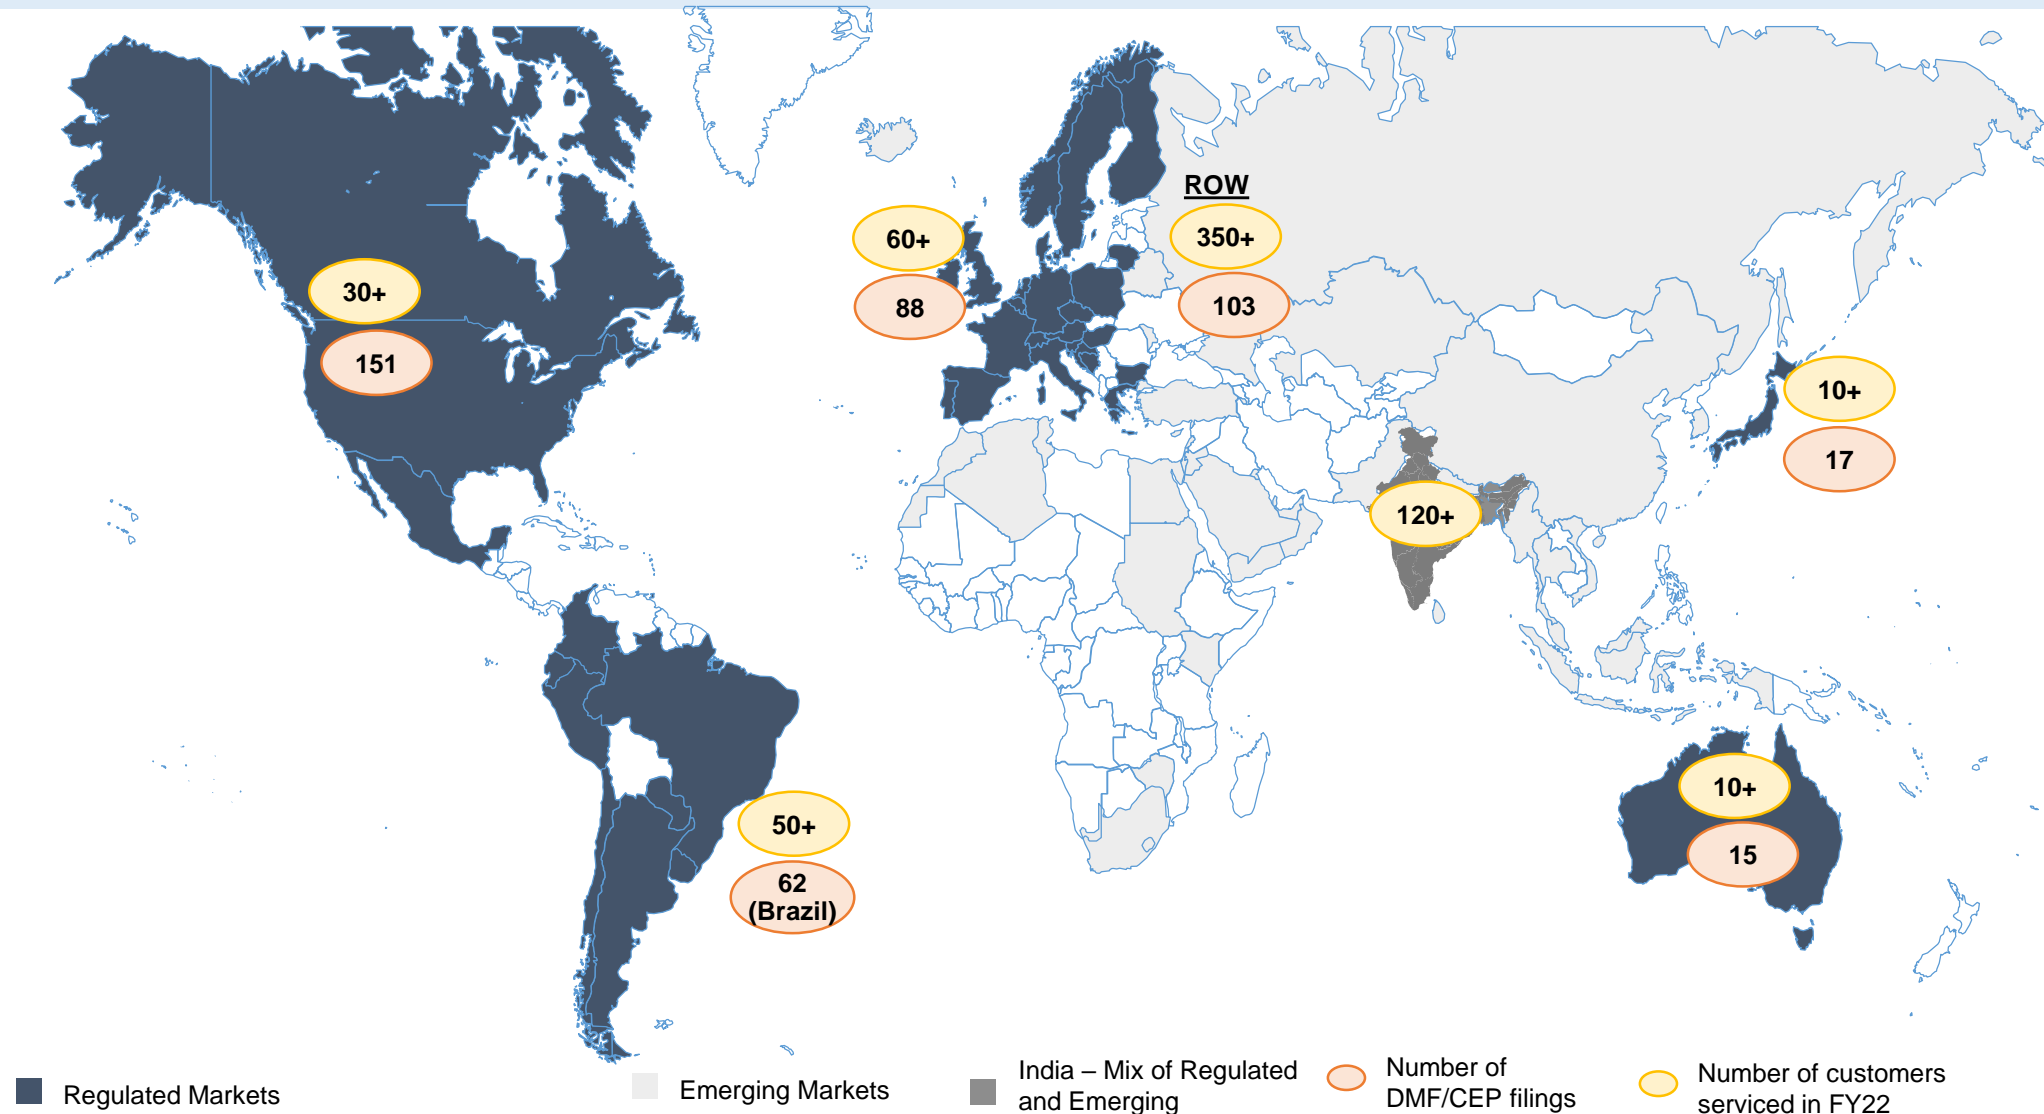 ROW
60+
350+
88
103
30+
151
10+
17
120+
10+
15
50+
62
(Brazil)
Regulated Markets
Emerging Markets
India – Mix of Regulated
and Emerging
Number of
DMF/CEP filings
Number of customers
serviced in FY22